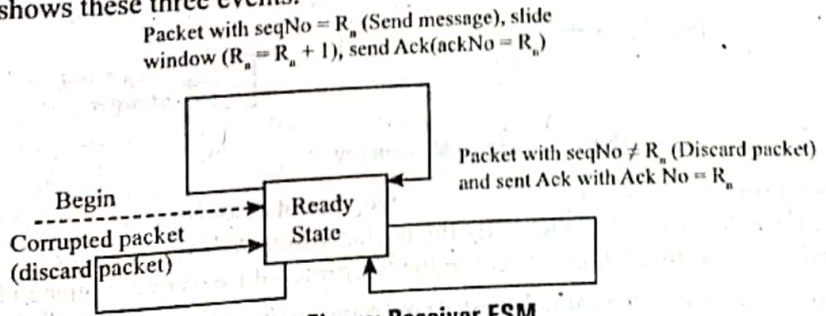 shows these three events.
Packet with seqNo = Rₙ (Send message), slide
window (Rₙ = Rₙ + 1), send Ack(ackNo = Rₙ)
Packet with seqNo ≠ Rₙ (Discard packet)
and sent Ack with Ack No = Rₙ
Begin
Ready
State
Corrupted packet
(discard packet)
Receiver FSM